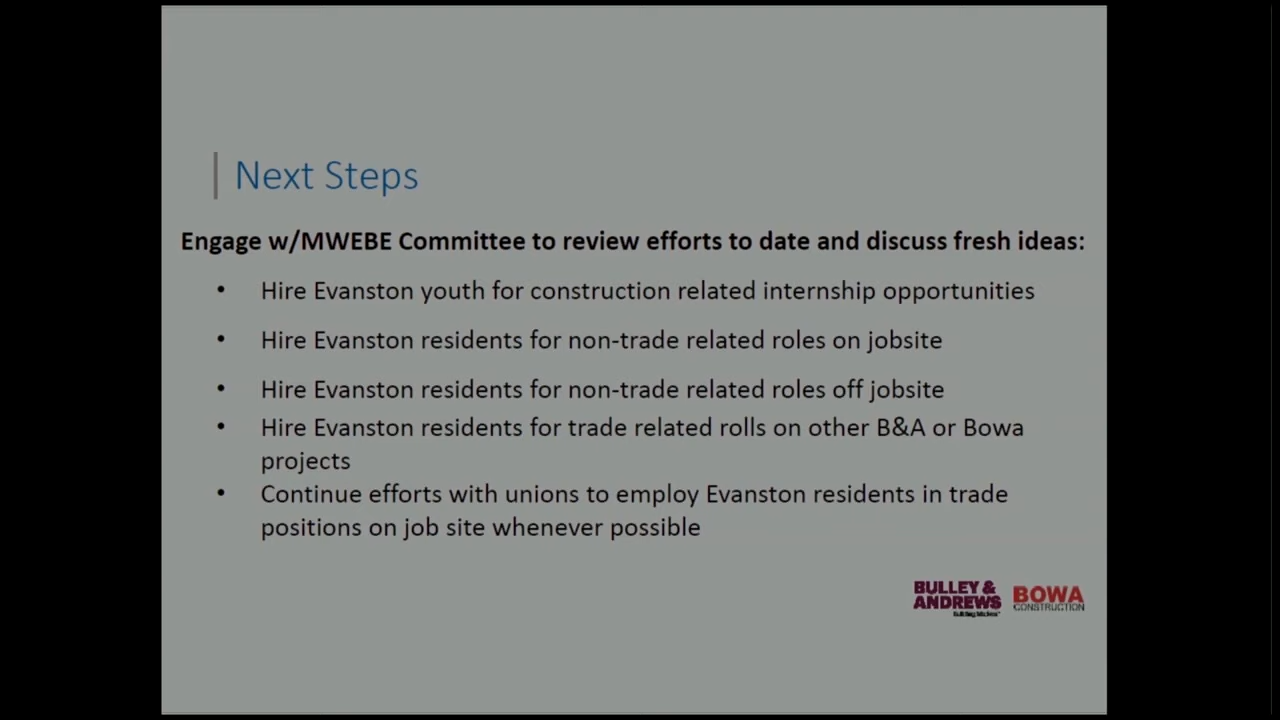 Next Steps
Engage w/MWEBE Committee to review efforts to date and discuss fresh ideas:
• Hire Evanston youth for construction related internship opportunities
• Hire Evanston residents for non-trade related roles on jobsite
• Hire Evanston residents for non-trade related roles off jobsite
• Hire Evanston residents for trade related rolls on other B&A or Bowa
projects
• Continue efforts with unions to employ Evanston residents in trade
positions on job site whenever possible
BULLEY &
ANDREWS
BOWA
CONSTRUCTION